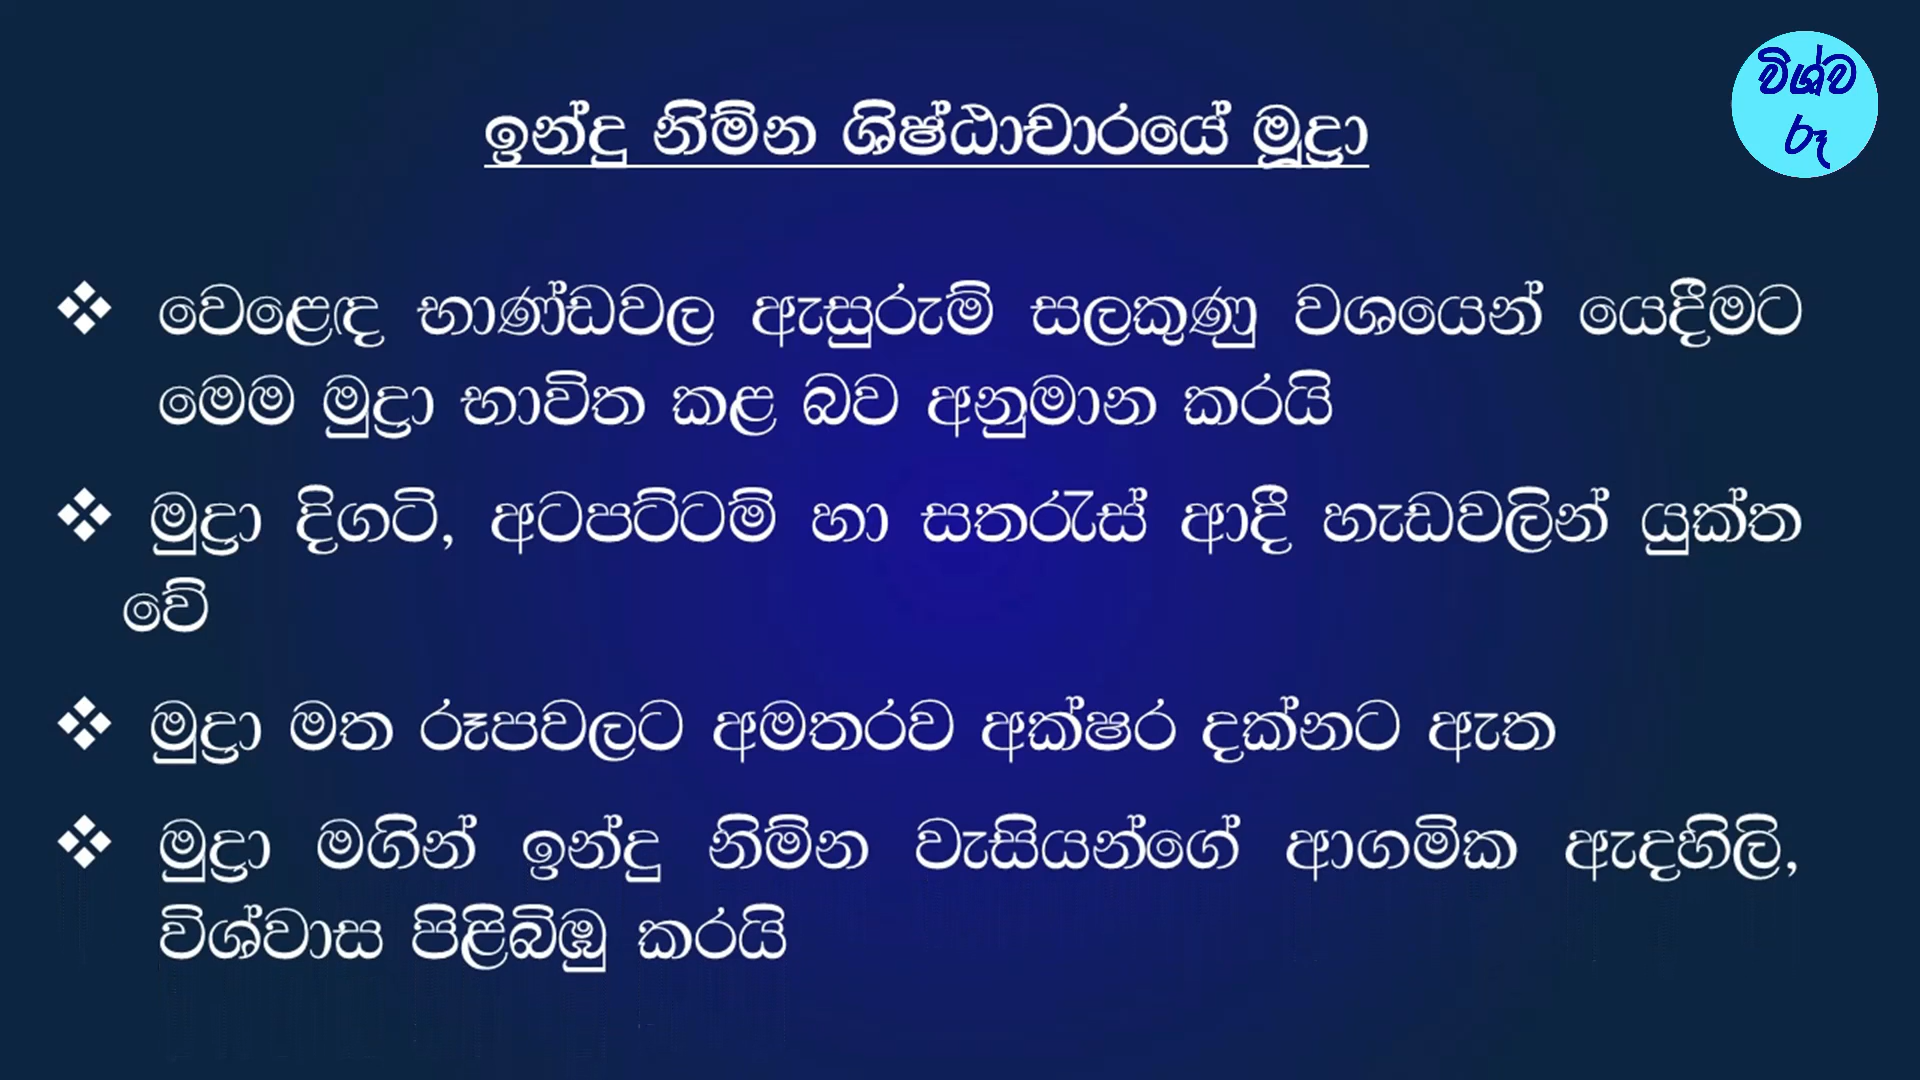 විශ්ව
රූ
ඉන්දු නිම්න ශිෂ්ඨාචාරයේ මූද්‍රා
❖ වෙළෙඳ භාණ්ඩවල ඇසුරුම් සලකුණු වශයෙන් යෙදීමට
මෙම මුද්‍රා භාවිත කළ බව අනුමාන කරයි
❖ මුද්‍රා දිගටි, අටපට්ටම් හා සතරැස් ආදී හැඩවලින් යුක්ත
වේ
❖ මුද්‍රා මත රූපවලට අමතරව අක්ෂර දක්නට ඇත
❖ මුද්‍රා මගින් ඉන්දු නිම්න වැසියන්ගේ ආගමික ඇදහිලි,
විශ්වාස පිළිබිඹු කරයි